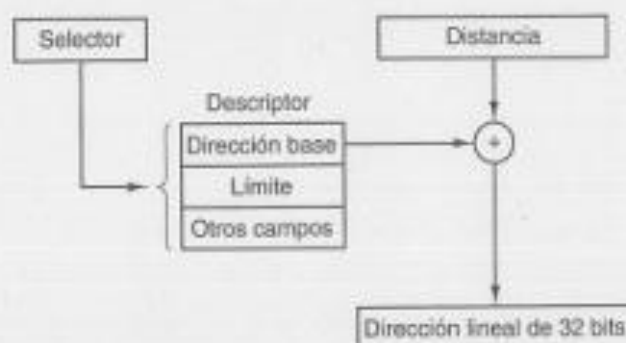 Selector
Distancia
Descriptor
Dirección base
+
Límite
Otros campos
Dirección lineal de 32 bits